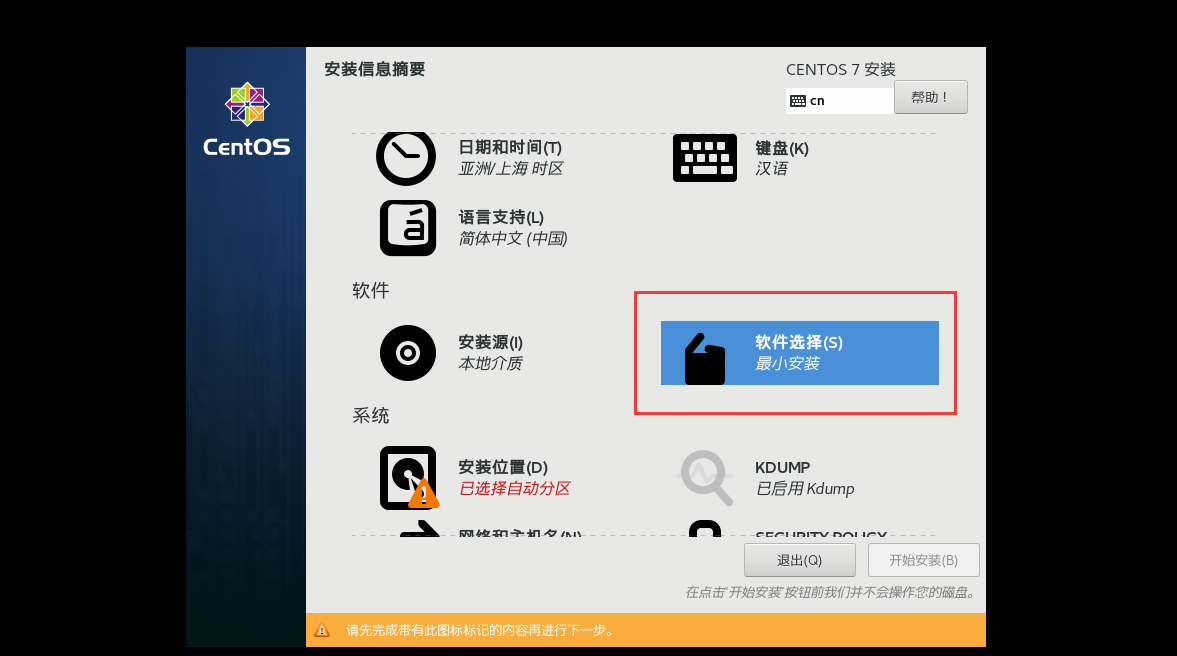 安装信息摘要
CENTOS 7 安装
cn
帮助！
CentOS
日期和时间(T)
亚洲/上海 时区
键盘(K)
汉语
语言支持(L)
简体中文 (中国)
软件
安装源(I)
本地介质
软件选择(S)
最小安装
系统
安装位置(D)
已选择自动分区
KDUMP
已启用 Kdump
网络和主机名(N)
SECURITY POLICY
退出(Q)
开始安装(B)
在点击"开始安装"按钮前我们并不会操作您的磁盘。
请先完成带有此图标标记的内容再进行下一步。